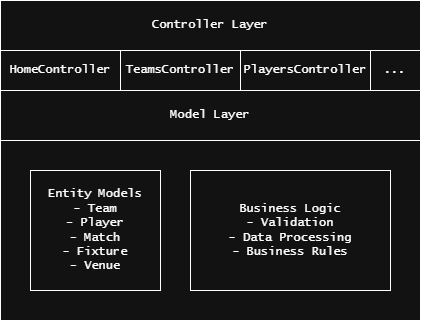 Controller Layer
HomeController TeamsController PlayersController ...
Model Layer
Entity Models
- Team
- Player
- Match
- Fixture
- Venue
Business Logic
- Validation
- Data Processing
- Business Rules